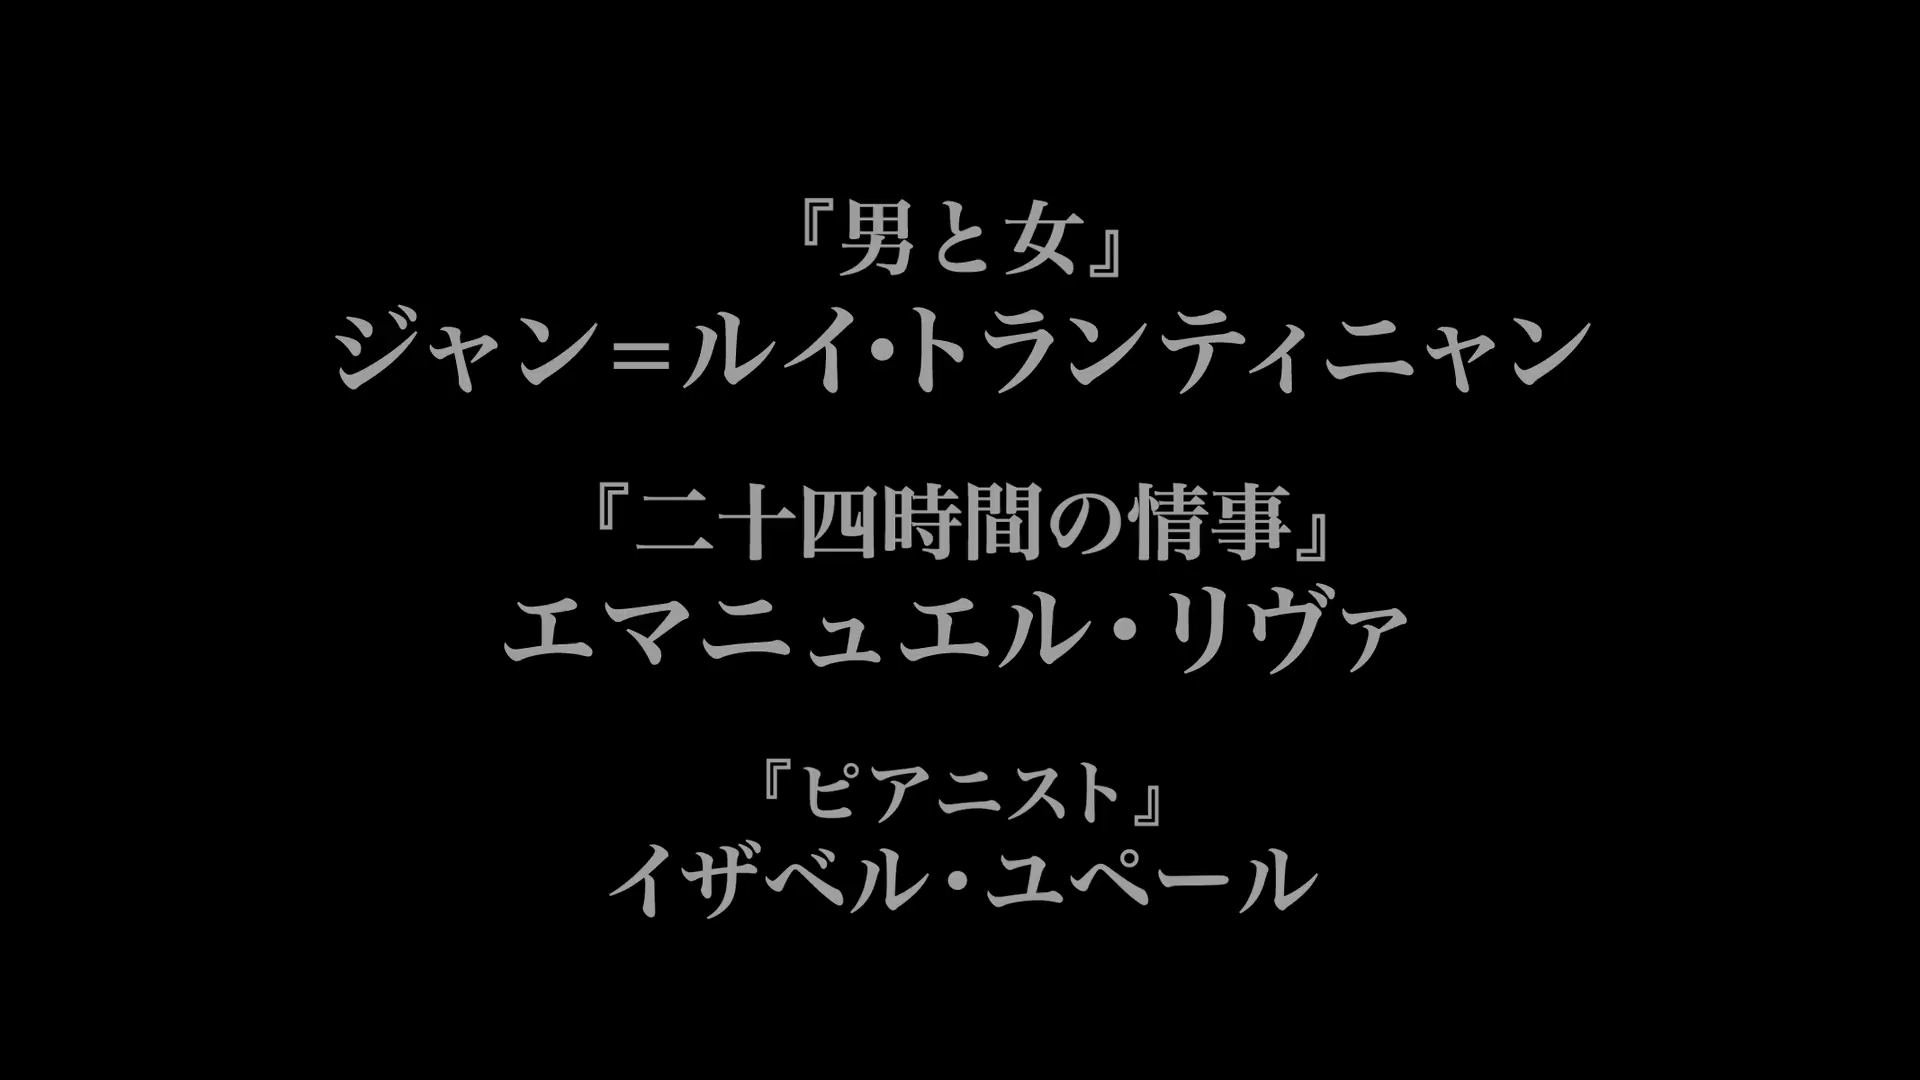 『男と女』
ジャン=ルイ・トランティニャン
『二十四時間の情事』
エマニュエル・リヴァ
『ピアニスト』
イザベル・ユペール